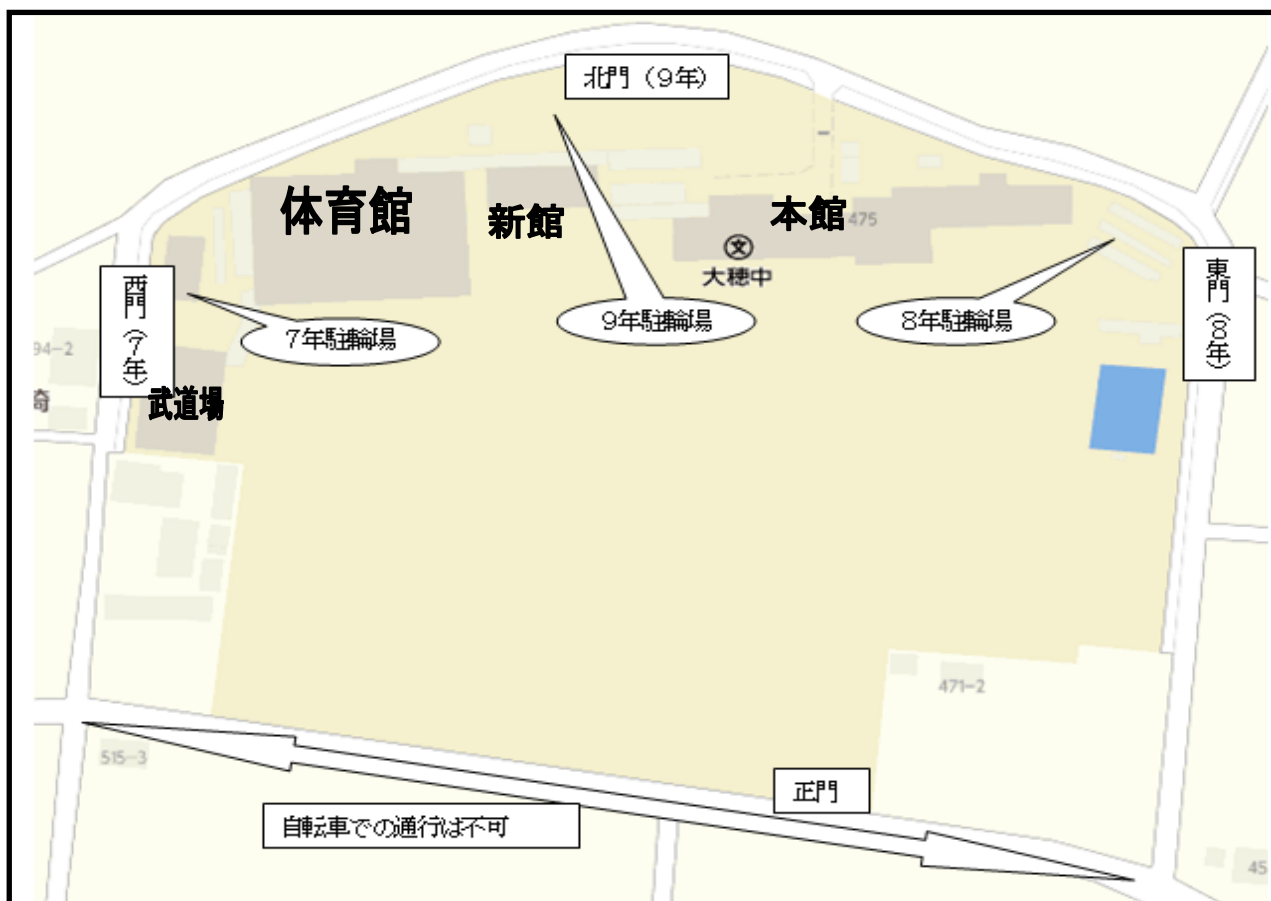 北門（9年）
体育館
新館
本館
475
大穂中
西門（7年）
東門（8年）
7年駐輪場
9年駐輪場
8年駐輪場
94-2
崎
武道場
471-2
515-3
正門
自転車での通行は不可
45